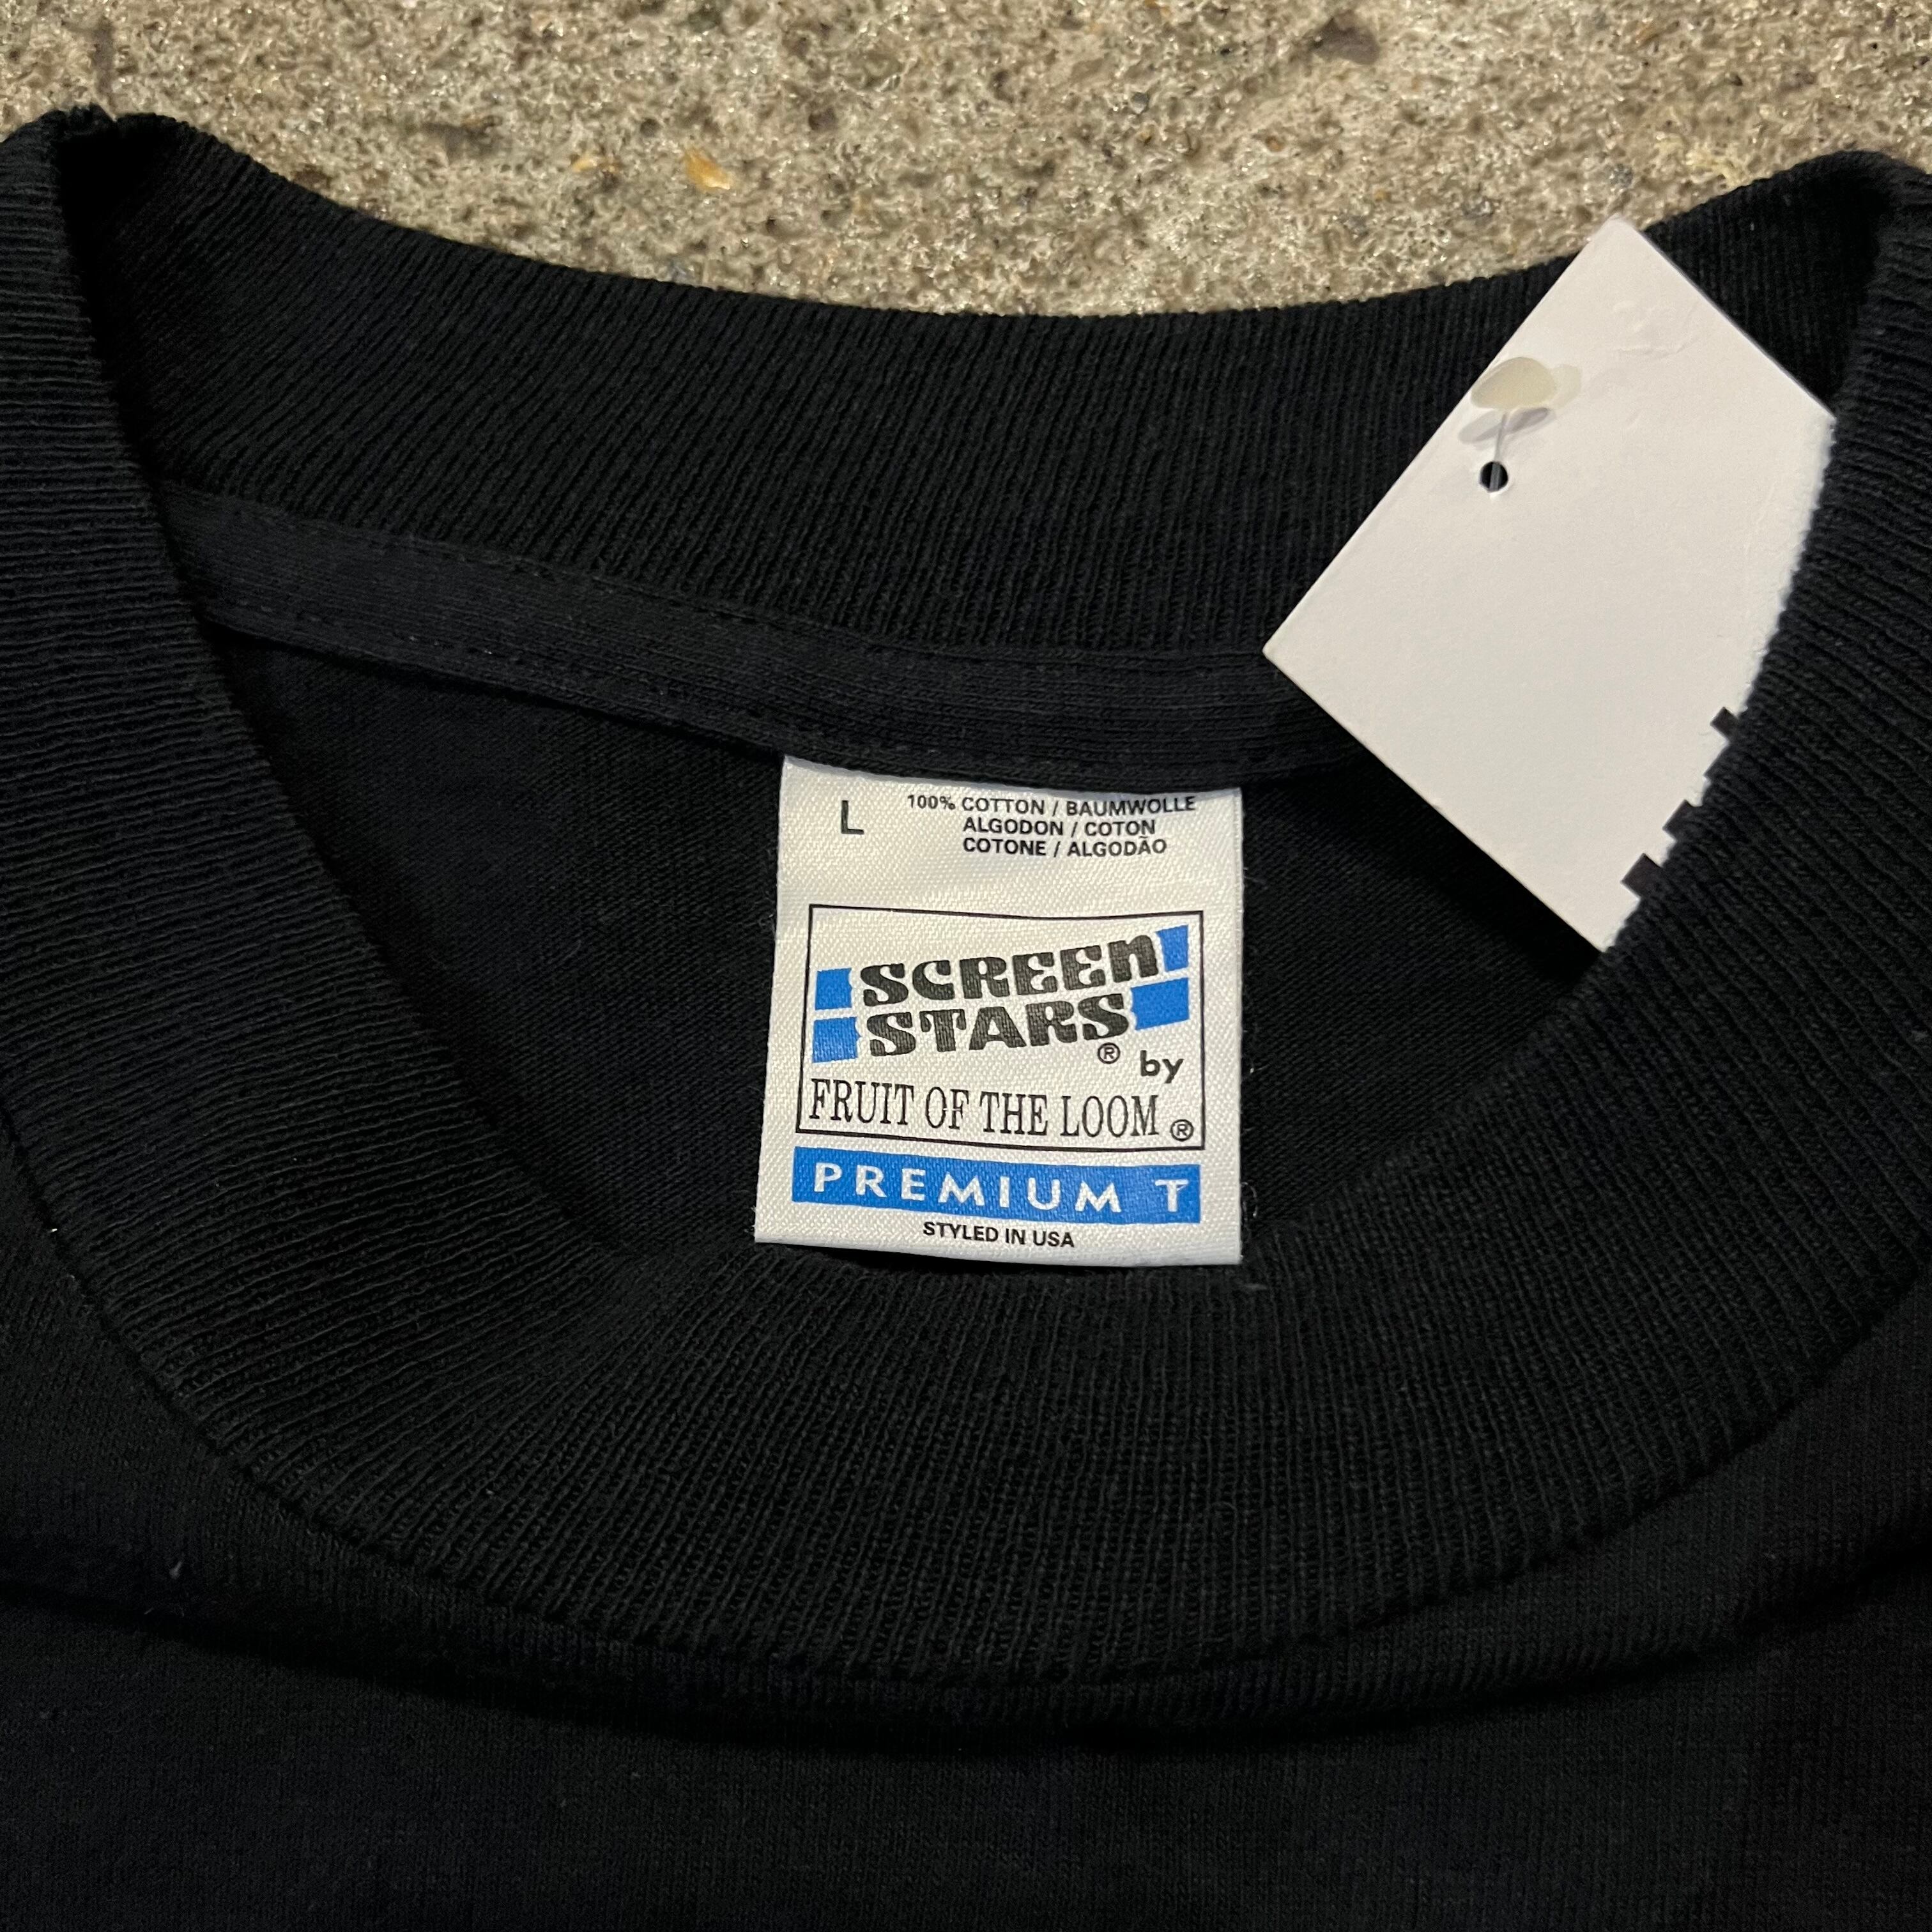 L
100% COTTON / BAUMWOLLE
ALGODON / COTON
COTONE / ALGODÃO
SCREEn
STARS®
by
FRUIT OF THE LOOM®
PREMIUM T
STYLED IN USA